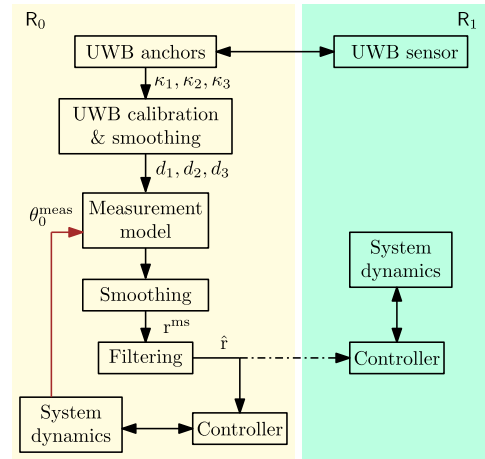 R₀
R₁
UWB anchors
UWB sensor
κ₁, κ₂, κ₃
UWB calibration
& smoothing
d₁, d₂, d₃
θ₀ᵐᵉᵃˢ
Measurement
model
System
dynamics
Smoothing
rᵐˢ
Filtering
r̂
Controller
System
dynamics
Controller